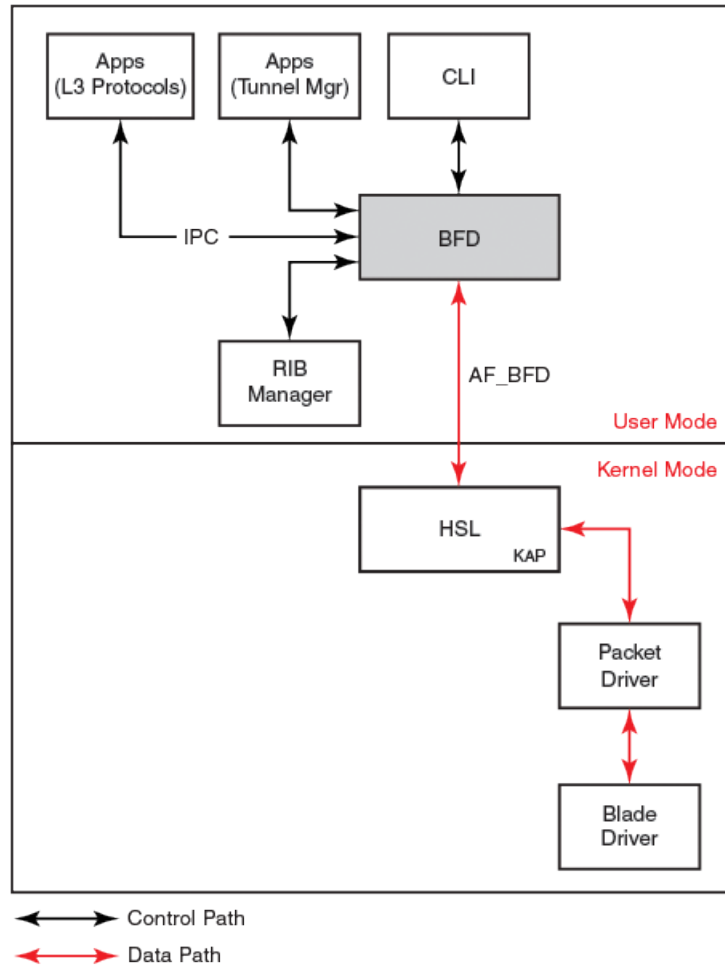 Apps
(L3 Protocols)
Apps
(Tunnel Mgr)
CLI
IPC
BFD
RIB
Manager
AF_BFD
User Mode
Kernel Mode
HSL
KAP
Packet
Driver
Blade
Driver
Control Path
Data Path